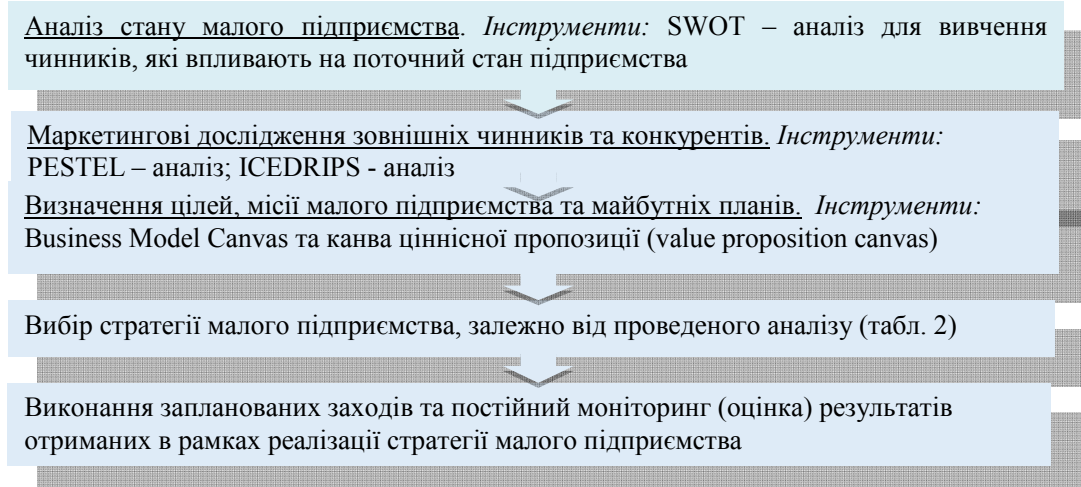 Аналіз стану малого підприємства. Інструменти: SWOT – аналіз для вивчення
чинників, які впливають на поточний стан підприємства
Маркетингові дослідження зовнішніх чинників та конкурентів. Інструменти:
PESTEL – аналіз; ICEDRIPS - аналіз
Визначення цілей, місії малого підприємства та майбутніх планів. Інструменти:
Business Model Canvas та канва ціннісної пропозиції (value proposition canvas)
Вибір стратегії малого підприємства, залежно від проведеного аналізу (табл. 2)
Виконання запланованих заходів та постійний моніторинг (оцінка) результатів
отриманих в рамках реалізації стратегії малого підприємства